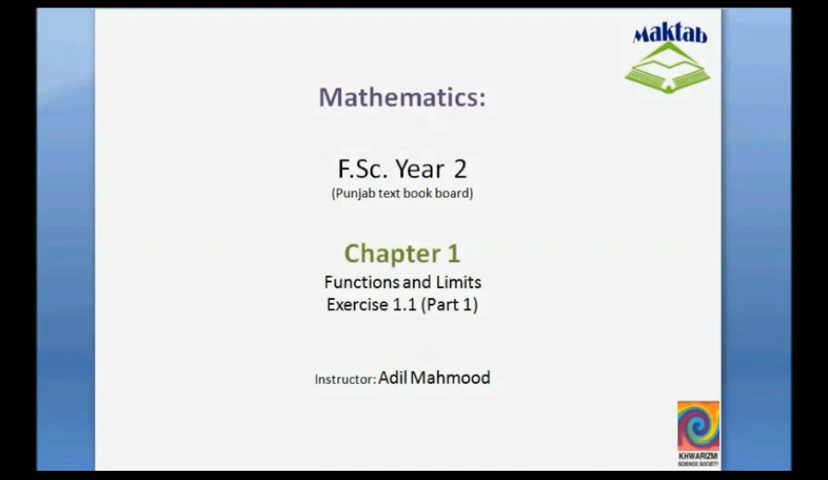 Maktab
Mathematics:
F.Sc. Year 2
(Punjab text book board)
Chapter 1
Functions and Limits
Exercise 1.1 (Part 1)
Instructor: Adil Mahmood
KHWARIZMI
SCIENCE SOCIETY